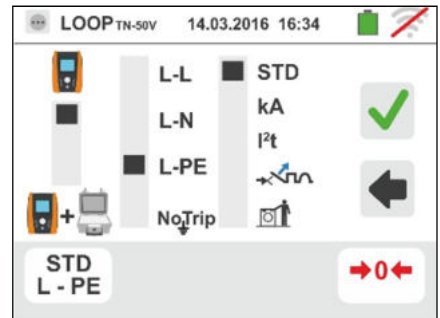 LOOP TN-50V 14.03.2016 16:34
L-L STD
L-N kA
I²t
L-PE
NoTrip
STD
L - PE
0